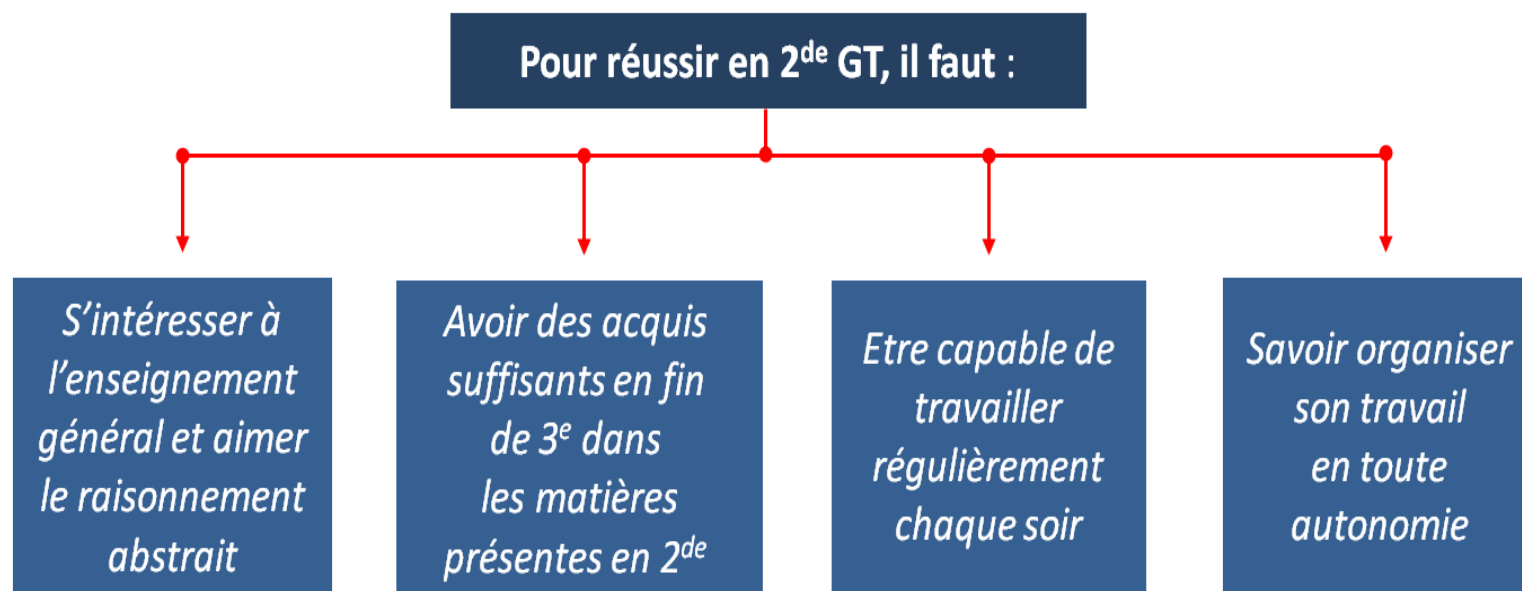 Pour réussir en 2de GT, il faut :
S’intéresser à
l’enseignement
général et aimer
le raisonnement
abstrait
Avoir des acquis
suffisants en fin
de 3e dans
les matières
présentes en 2de
Etre capable de
travailler
régulièrement
chaque soir
Savoir organiser
son travail
en toute
autonomie